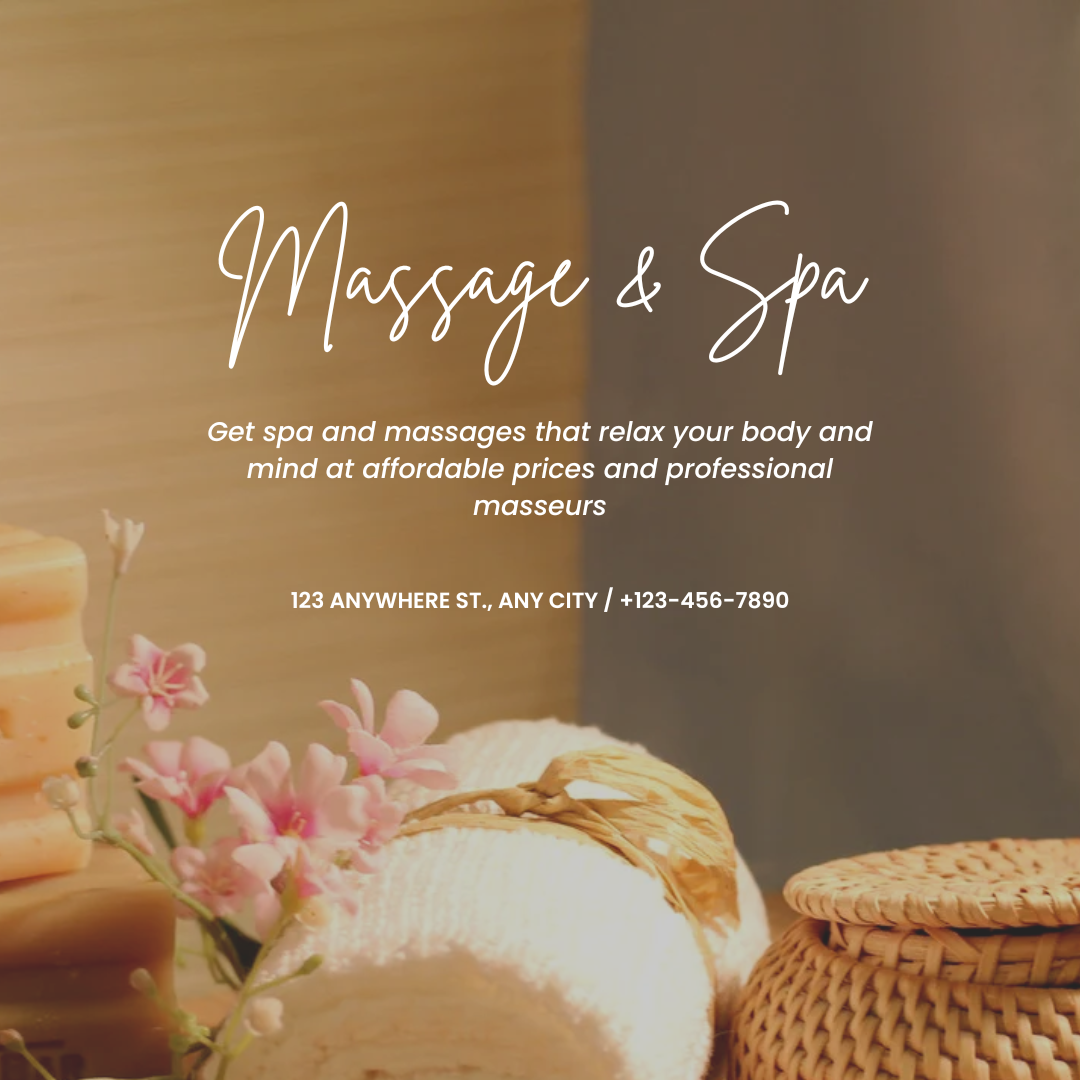 Massage & Spa
Get spa and massages that relax your body and
mind at affordable prices and professional
masseurs
123 ANYWHERE ST., ANY CITY / +123-456-7890